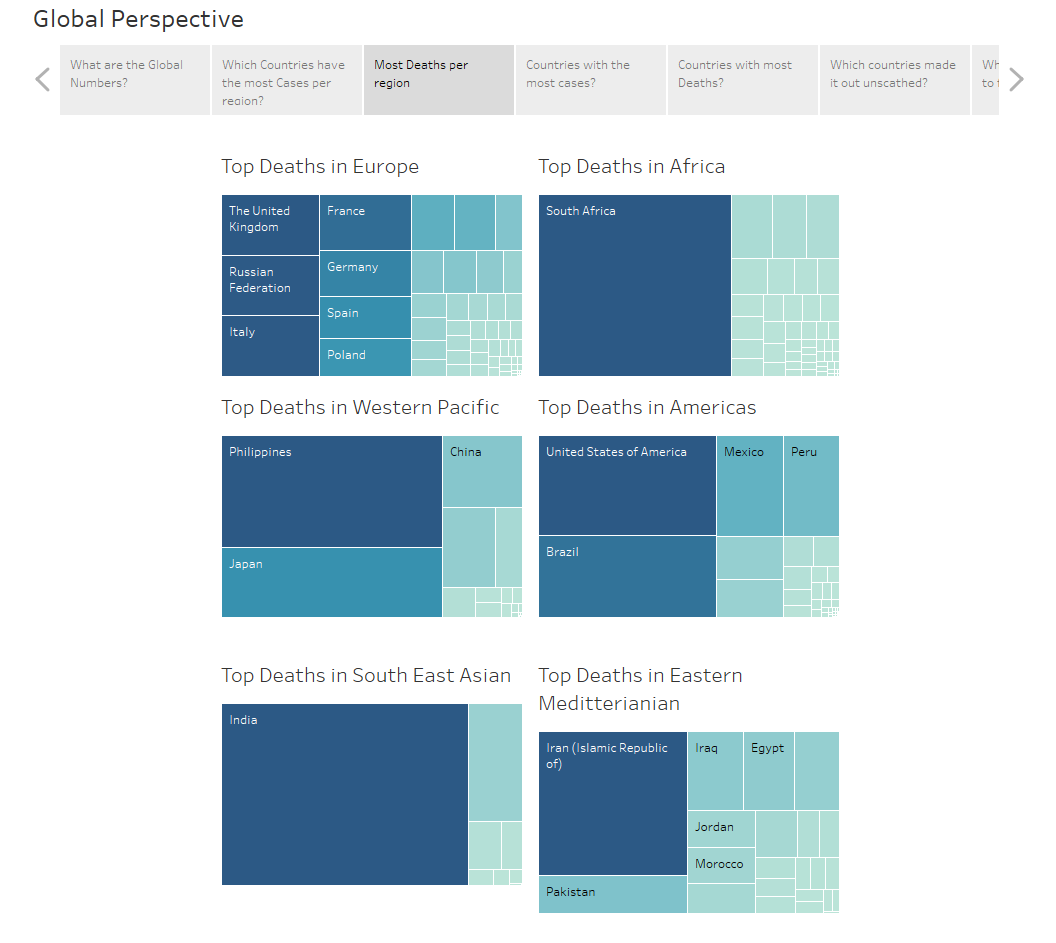 Global Perspective
What are the Global
Numbers?
Which Countries have
the most Cases per
region?
Most Deaths per
region
Countries with the
most cases?
Countries with most
Deaths?
Which countries made
it out unscathed?
Top Deaths in Europe
The United
Kingdom
Russian
Federation
Italy
France
Germany
Spain
Poland
Top Deaths in Africa
South Africa
Top Deaths in Western Pacific
Philippines
Japan
China
Top Deaths in Americas
United States of America
Brazil
Mexico
Peru
Top Deaths in South East Asian
India
Top Deaths in Eastern
Meditterianian
Iran (Islamic Republic
of)
Pakistan
Iraq
Egypt
Jordan
Morocco